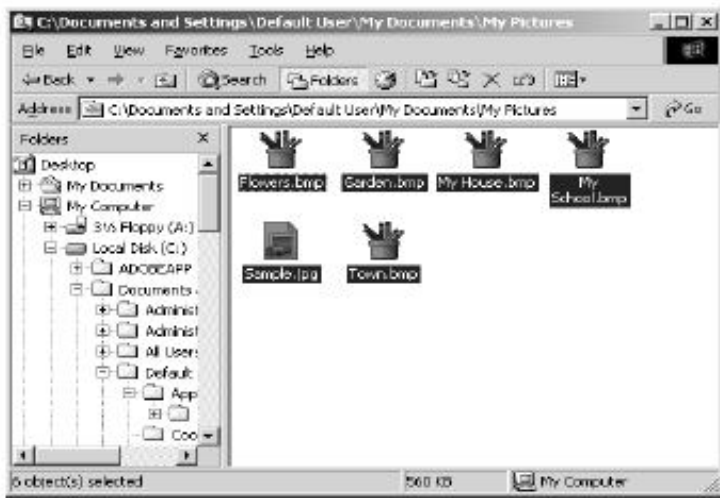 C:\Documents and Settings\Default User\My Documents\My Pictures
File Edit View Favorites Tools Help
Back Search Folders
Address C:\Documents and Settings\Default User\My Documents\My Pictures Go
Folders
Desktop
My Documents
My Computer
3½ Floppy (A:)
Local Disk (C:)
ADOBEAPP
Documents
Administ
Administ
All Users
Default
App
Coo
Flowers.bmp Garden.bmp My House.bmp My
School.bmp
Sample.jpg Town.bmp
6 object(s) selected 560 KB My Computer